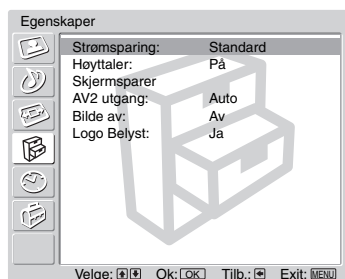 Egenskaper
Strømsparing: Standard
Høyttaler: På
Skjermsparer
AV2 utgang: Auto
Bilde av: Av
Logo Belyst: Ja
Velge: Ok: OK Tilb.: Exit: MENU